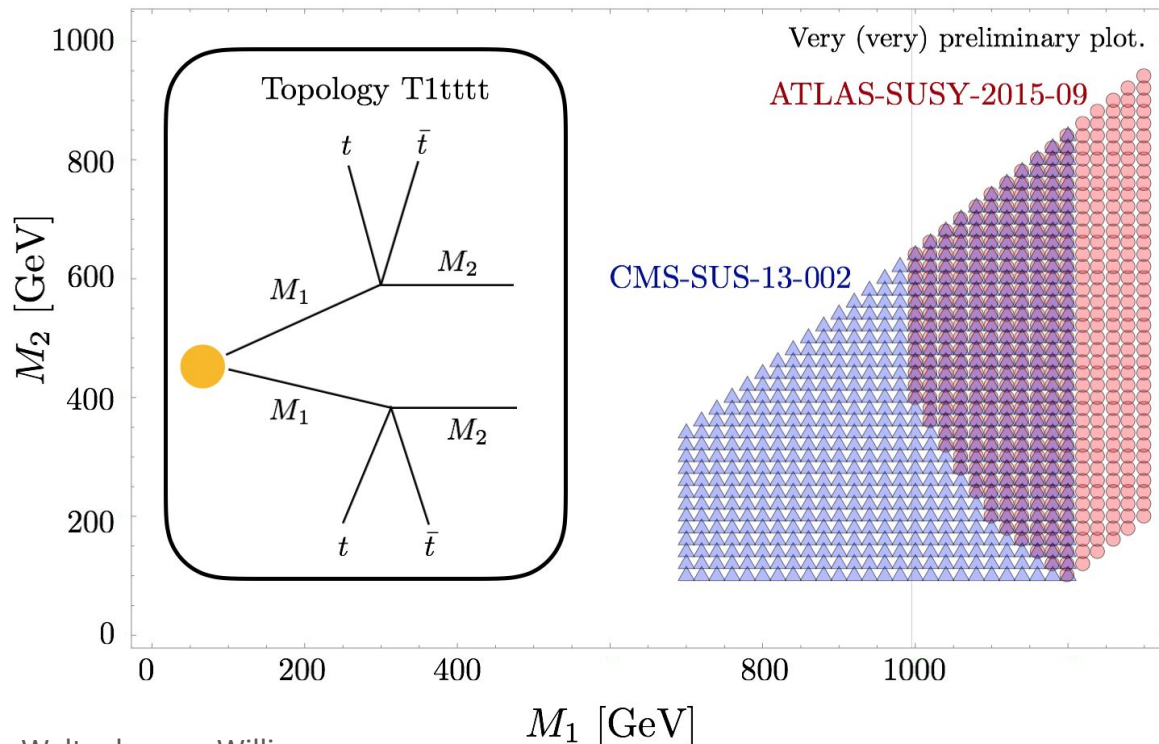 Very (very) preliminary plot.
ATLAS-SUSY-2015-09
CMS-SUS-13-002
Topology T1tttt
t t̄
M₁ M₂
M₁ M₂
t t̄
M₂ [GeV]
1000
800
600
400
200
0
0 200 400 800 1000
M₁ [GeV]